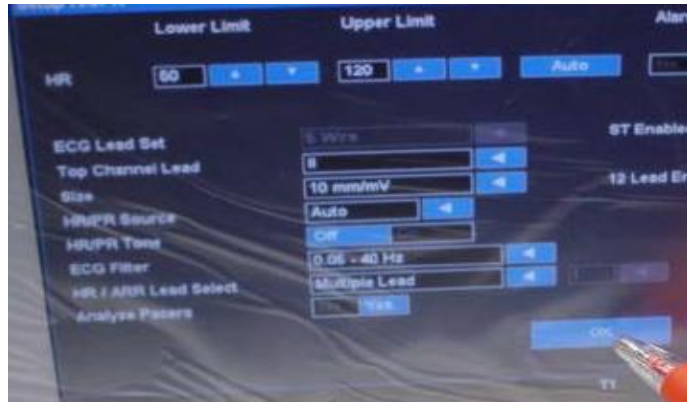 Lower Limit Upper Limit
HR 60 120 Auto
ECG Lead Set 5 Wire ST Enabled
Top Channel Lead II
Size 10 mm/mV
HR/PR Source Auto
HR/PR Tone Off
ECG Filter 0.05 - 40 Hz
HR / ARR Lead Select Multiple Lead
Analyze Pacers Yes
12 Lead